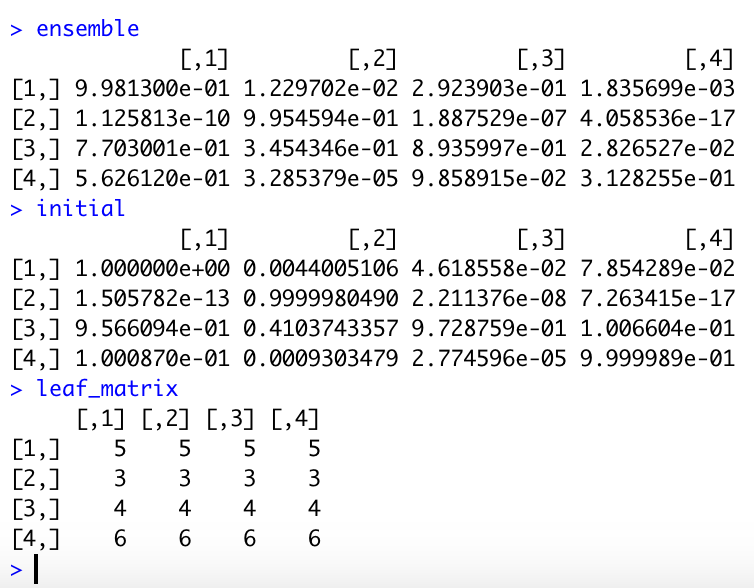 > ensemble
             [,1]         [,2]         [,3]         [,4]
[1,] 9.981300e-01 1.229702e-02 2.923903e-01 1.835699e-03
[2,] 1.125813e-10 9.954594e-01 1.887529e-07 4.058536e-17
[3,] 7.703001e-01 3.454346e-01 8.935997e-01 2.826527e-02
[4,] 5.626120e-01 3.285379e-05 9.858915e-02 3.128255e-01
> initial
             [,1]         [,2]         [,3]         [,4]
[1,] 1.000000e+00 0.0044005106 4.618558e-02 7.854289e-02
[2,] 1.505782e-13 0.9999980490 2.211376e-08 7.263415e-17
[3,] 9.566094e-01 0.4103743357 9.728759e-01 1.006604e-01
[4,] 1.000870e-01 0.0009303479 2.774596e-05 9.999989e-01
> leaf_matrix
     [,1] [,2] [,3] [,4]
[1,]    5    5    5    5
[2,]    3    3    3    3
[3,]    4    4    4    4
[4,]    6    6    6    6
>